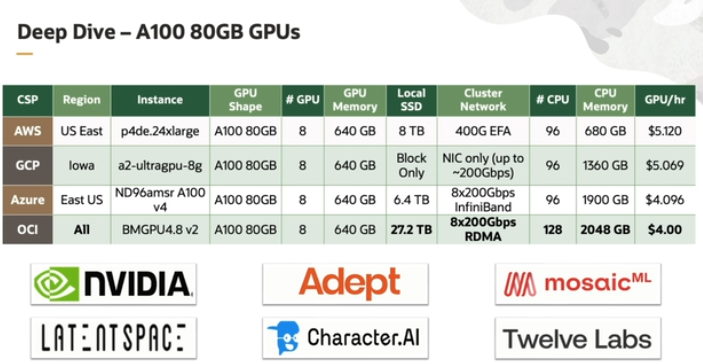 Deep Dive – A100 80GB GPUs
CSP Region Instance GPU Shape # GPU GPU Memory Local SSD Cluster Network # CPU CPU Memory GPU/hr
AWS US East p4de.24xlarge A100 80GB 8 640 GB 8 TB 400G EFA 96 680 GB $5.120
GCP Iowa a2-ultragpu-8g A100 80GB 8 640 GB Block Only NIC only (up to ~200Gbps) 96 1360 GB $5.069
Azure East US ND96amsr A100 v4 A100 80GB 8 640 GB 6.4 TB 8x200Gbps InfiniBand 96 1900 GB $4.096
OCI All BMGPU4.8 v2 A100 80GB 8 640 GB 27.2 TB 8x200Gbps RDMA 128 2048 GB $4.00
NVIDIA. Adept mosaicML
LATENTSPACE Character.AI Twelve Labs